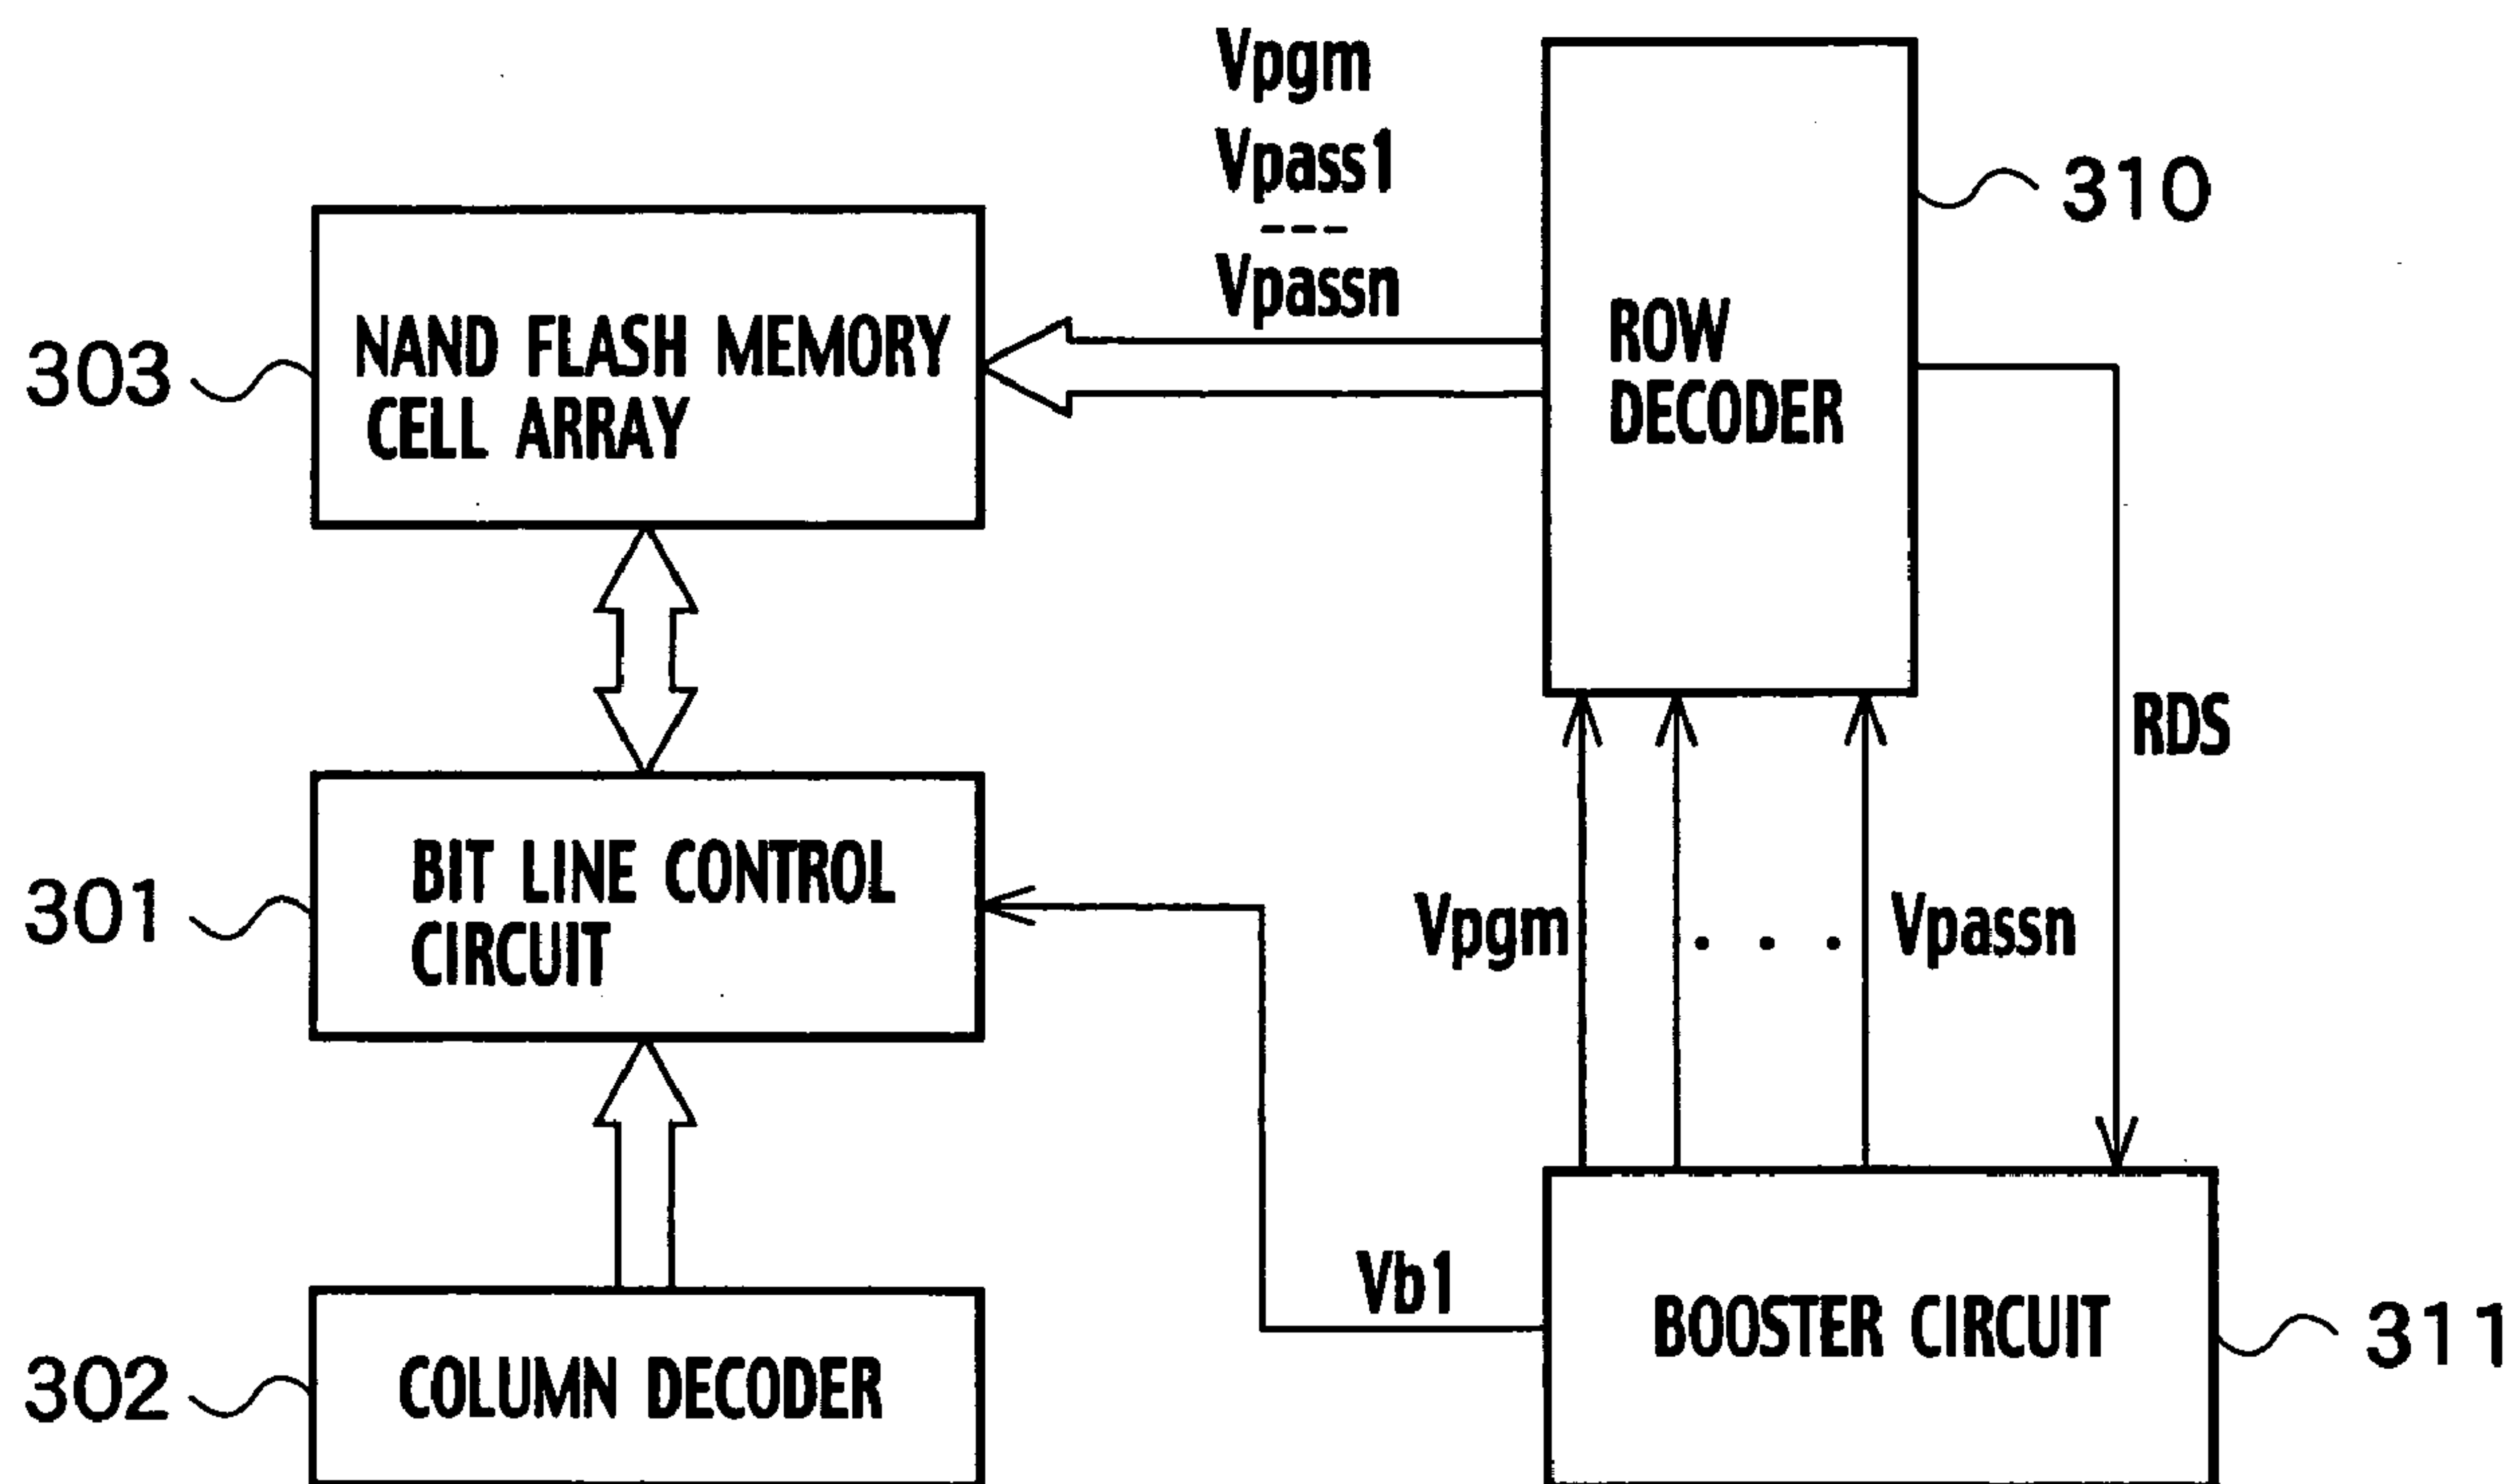 Vpgm
Vpass1
---
Vpassn
310
ROW
DECODER
303
NAND FLASH MEMORY
CELL ARRAY
RDS
301
BIT LINE CONTROL
CIRCUIT
Vpgm
. . .
Vpassn
Vb1
302
COLUMN DECODER
BOOSTER CIRCUIT
311